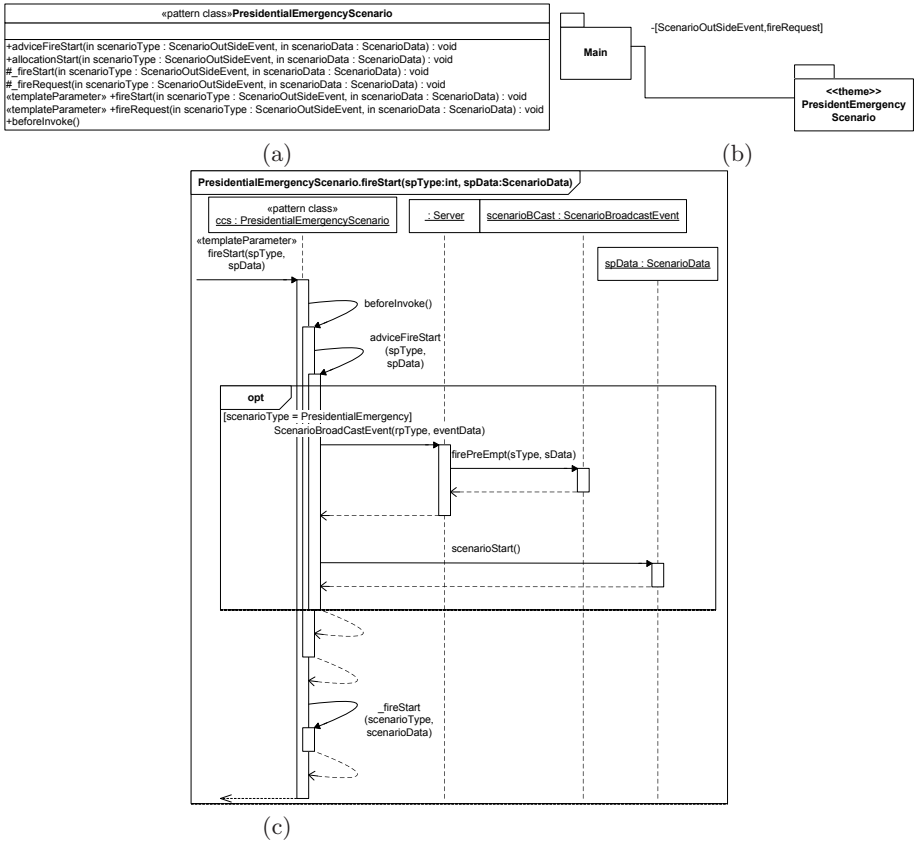 «pattern class»PresidentialEmergencyScenario
+adviceFireStart(in scenarioType : ScenarioOutSideEvent, in scenarioData : ScenarioData) : void
+allocationStart(in scenarioType : ScenarioOutSideEvent, in scenarioData : ScenarioData) : void
#_fireStart(in scenarioType : ScenarioOutSideEvent, in scenarioData : ScenarioData) : void
#_fireRequest(in scenarioType : ScenarioOutSideEvent, in scenarioData : ScenarioData) : void
«templateParameter» +fireStart(in scenarioType : ScenarioOutSideEvent, in scenarioData : ScenarioData) : void
«templateParameter» +fireRequest(in scenarioType : ScenarioOutSideEvent, in scenarioData : ScenarioData) : void
+beforeInvoke()
(a)
-[ScenarioOutSideEvent,fireRequest]
Main
<<theme>>
PresidentEmergency
Scenario
(b)
PresidentialEmergencyScenario.fireStart(spType:int, spData:ScenarioData)
«pattern class»
ccs : PresidentialEmergencyScenario
: Server
scenarioBCast : ScenarioBroadcastEvent
spData : ScenarioData
«templateParameter»
fireStart(spType,
spData)
beforeInvoke()
adviceFireStart
(spType,
spData)
opt
[scenarioType = PresidentialEmergency]
ScenarioBroadCastEvent(rpType, eventData)
firePreEmpt(sType, sData)
scenarioStart()
_fireStart
(scenarioType,
scenarioData)
(c)